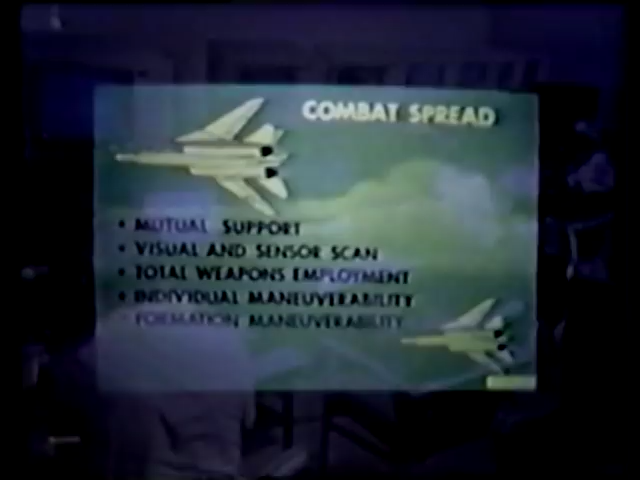 COMBAT SPREAD
• MUTUAL SUPPORT
• VISUAL AND SENSOR SCAN
• TOTAL WEAPONS EMPLOYMENT
• INDIVIDUAL MANEUVERABILITY
• FORMATION MANEUVERABILITY